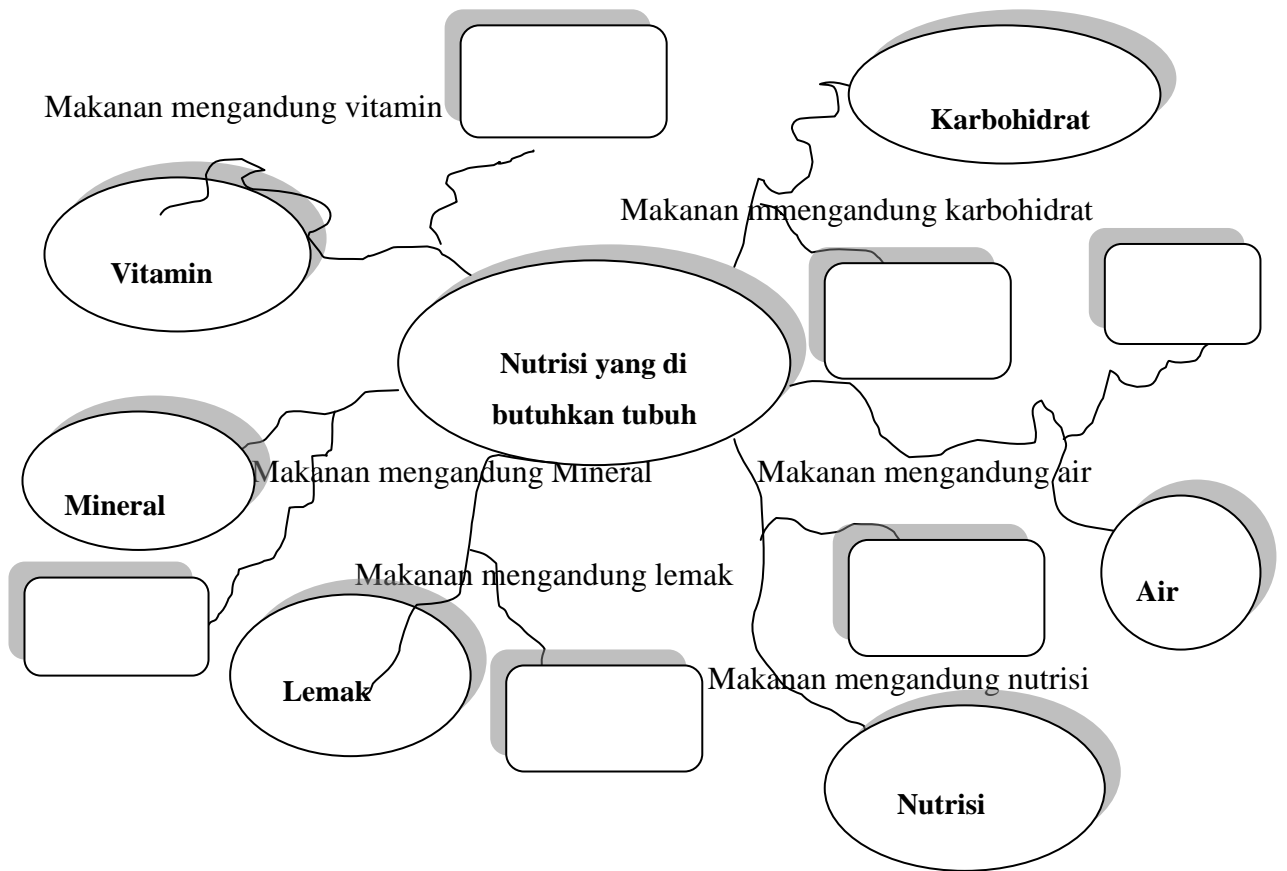 Makanan mengandung vitamin
Karbohidrat
Makanan mmengandung karbohidrat
Vitamin
Nutrisi yang di
butuhkan tubuh
Makanan mengandung Mineral
Makanan mengandung air
Mineral
Makanan mengandung lemak
Air
Lemak
Makanan mengandung nutrisi
Nutrisi